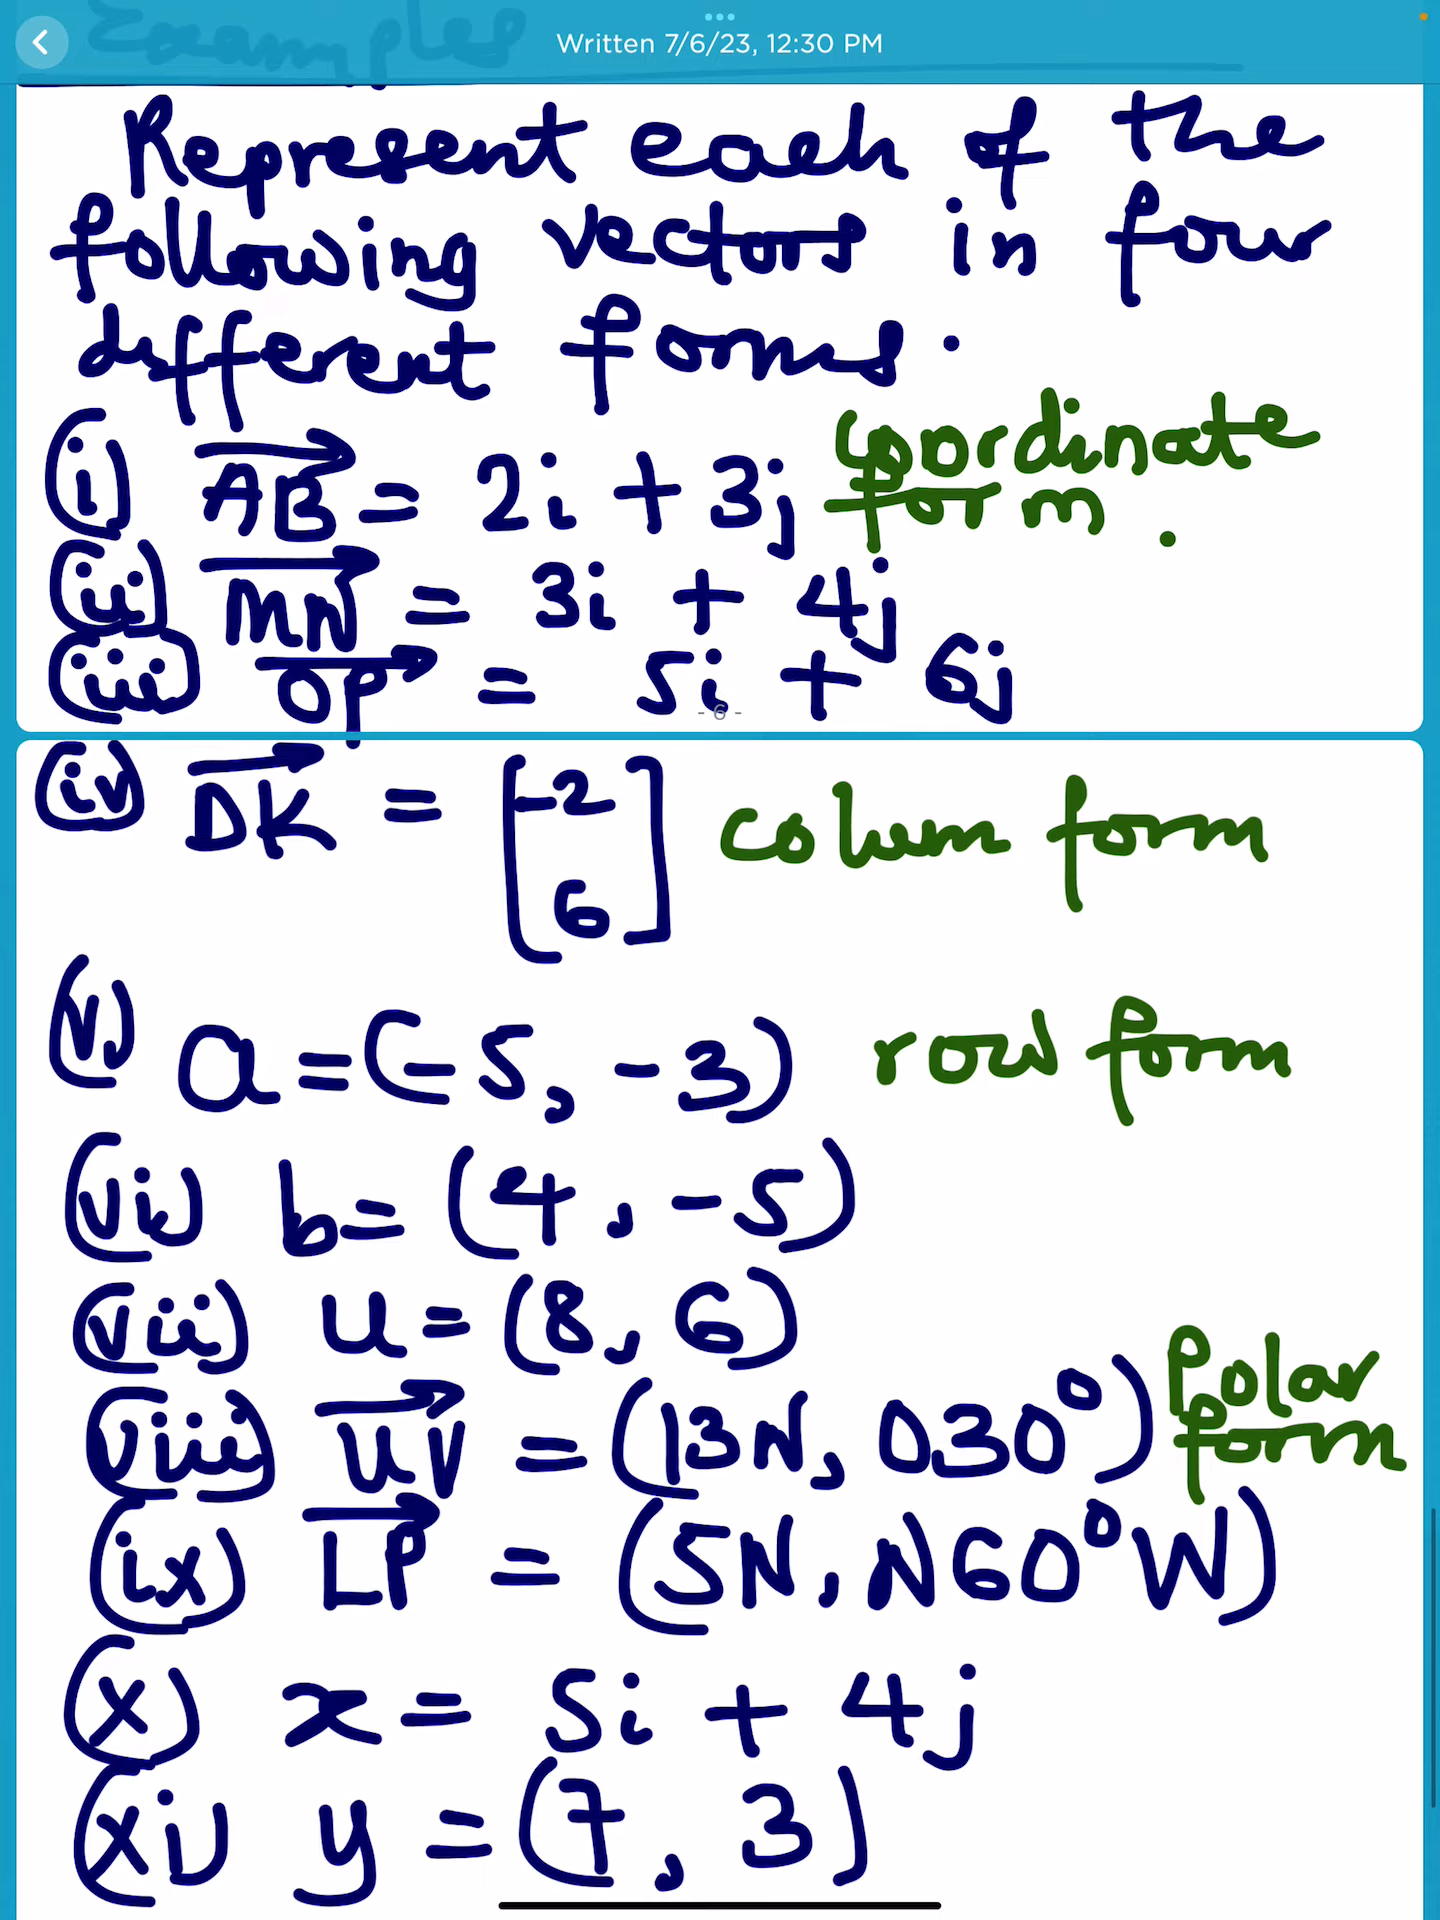 Examples
Written 7/6/23, 12:30 PM
Represent each of the
following vectors in four
different forms.
(i) AB = 2i + 3j coordinate form.
(ii) MN = 3i + 4j
(iii) OP = 5i + 6j
- 6 -
(iv) DK = [-2
6] column form
(v) a = (-5, -3) row form
(vi) b = (4, -5)
(vii) u = (8, 6)
(viii) UV = (13N, 030°) Polar form
(ix) LP = (5N, N60°W)
(x) x = 5i + 4j
(xi) y = (7, 3)